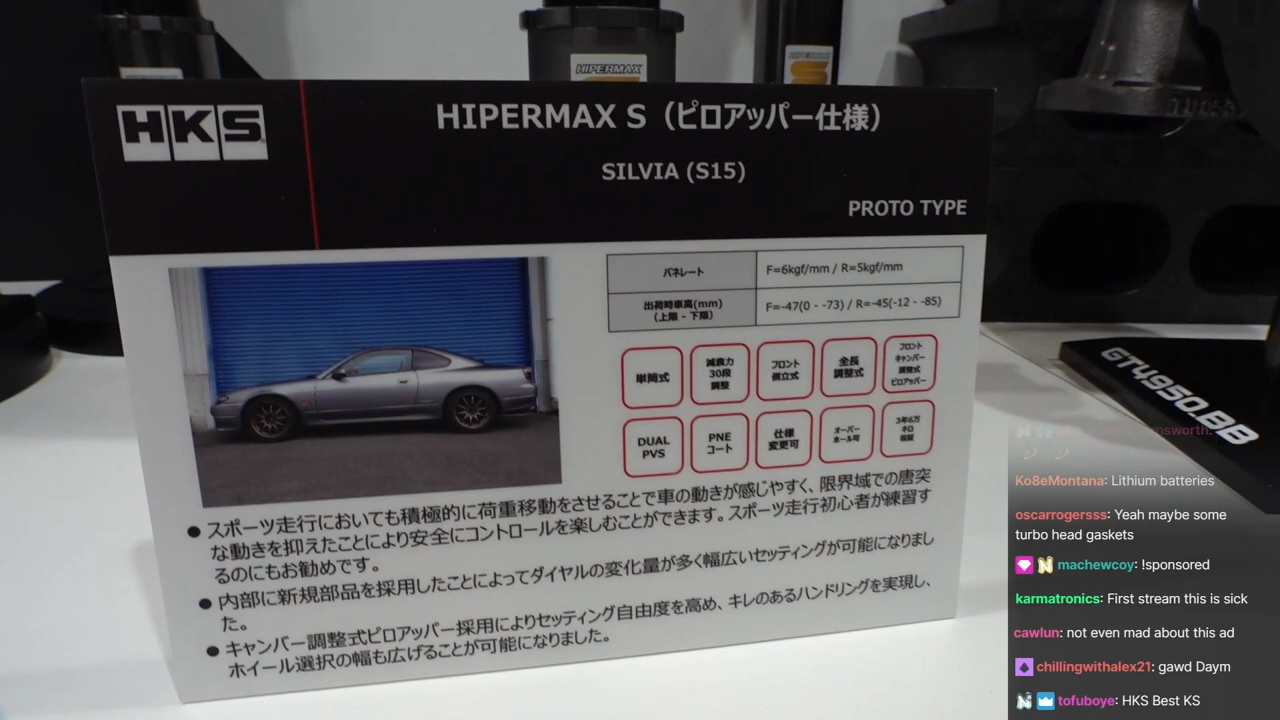 HIPERMAX
HIPERMAX
HKS
HIPERMAX S（ピロアッパー仕様）
SILVIA (S15)
PROTO TYPE
バネレート
F=6kgf/mm / R=5kgf/mm
出荷時車高(mm)
（上限 - 下限）
F=-47(0 - -73) / R=-45(-12 - -85)
単筒式
減衰力
30段
調整
フロント
倒立式
全長
調整式
フロント
キャンバー
調整式
ピロアッパー
DUAL
PVS
PNE
コート
仕様
変更可
オーバー
ホール可
3年6万
キロ
保証
● スポーツ走行においても積極的に荷重移動をさせることで車の動きが感じやすく、限界域での唐突
な動きを抑えたことにより安全にコントロールを楽しむことができます。スポーツ走行初心者が練習す
るのにもお勧めです。
● 内部に新規部品を採用したことによってダイヤルの変化量が多く幅広いセッティングが可能になりまし
た。
● キャンバー調整式ピロアッパー採用によりセッティング自由度を高め、キレのあるハンドリングを実現し、
ホイール選択の幅も広げることが可能になりました。
GT4950.BB
Ko8eMontana: Lithium batteries
oscarrogersss: Yeah maybe some
turbo head gaskets
machewcoy: !sponsored
karmatronics: First stream this is sick
cawlun: not even mad about this ad
chillingwithalex21: gawd Daym
tofuboye: HKS Best KS